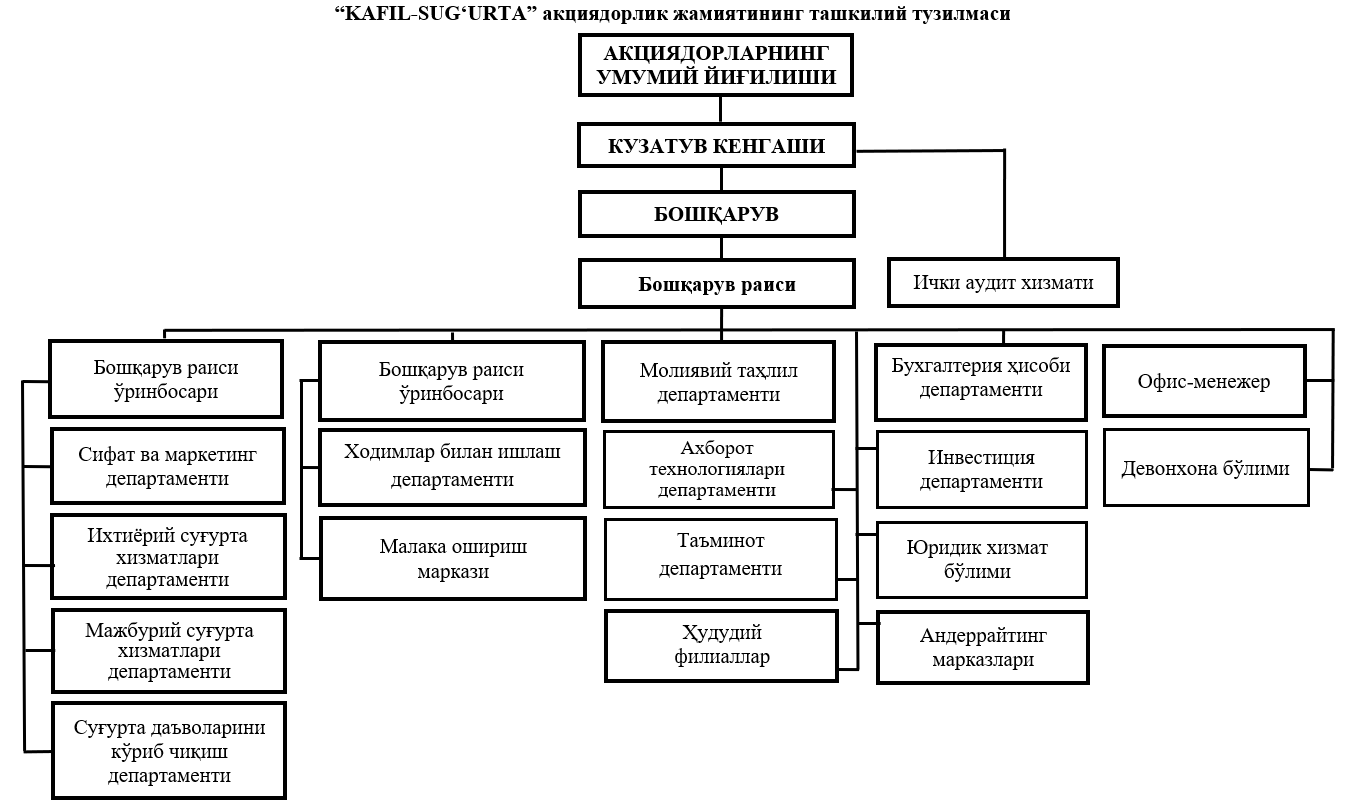 “KAFIL-SUG‘URTA” акциядорлик жамиятининг ташкилий тузилмаси
АКЦИЯДОРЛАРНИНГ
УМУМИЙ ЙИҒИЛИШИ
КУЗАТУВ КЕНГАШИ
БОШҚАРУВ
Бошқарув раиси
Ички аудит хизмати
Бошқарув раиси
ўринбосари
Сифат ва маркетинг
департаменти
Ихтиёрий суғурта
хизматлари
департаменти
Мажбурий суғурта
хизматлари
департаменти
Суғурта даъволарини
кўриб чиқиш
департаменти
Бошқарув раиси
ўринбосари
Ходимлар билан ишлаш
департаменти
Малака ошириш
маркази
Молиявий таҳлил
департаменти
Ахборот
технологиялари
департаменти
Таъминот
департаменти
Ҳудудий
филиаллар
Бухгалтерия ҳисоби
департаменти
Инвестиция
департаменти
Юридик хизмат
бўлими
Андеррайтинг
марказлари
Офис-менежер
Девонхона бўлими